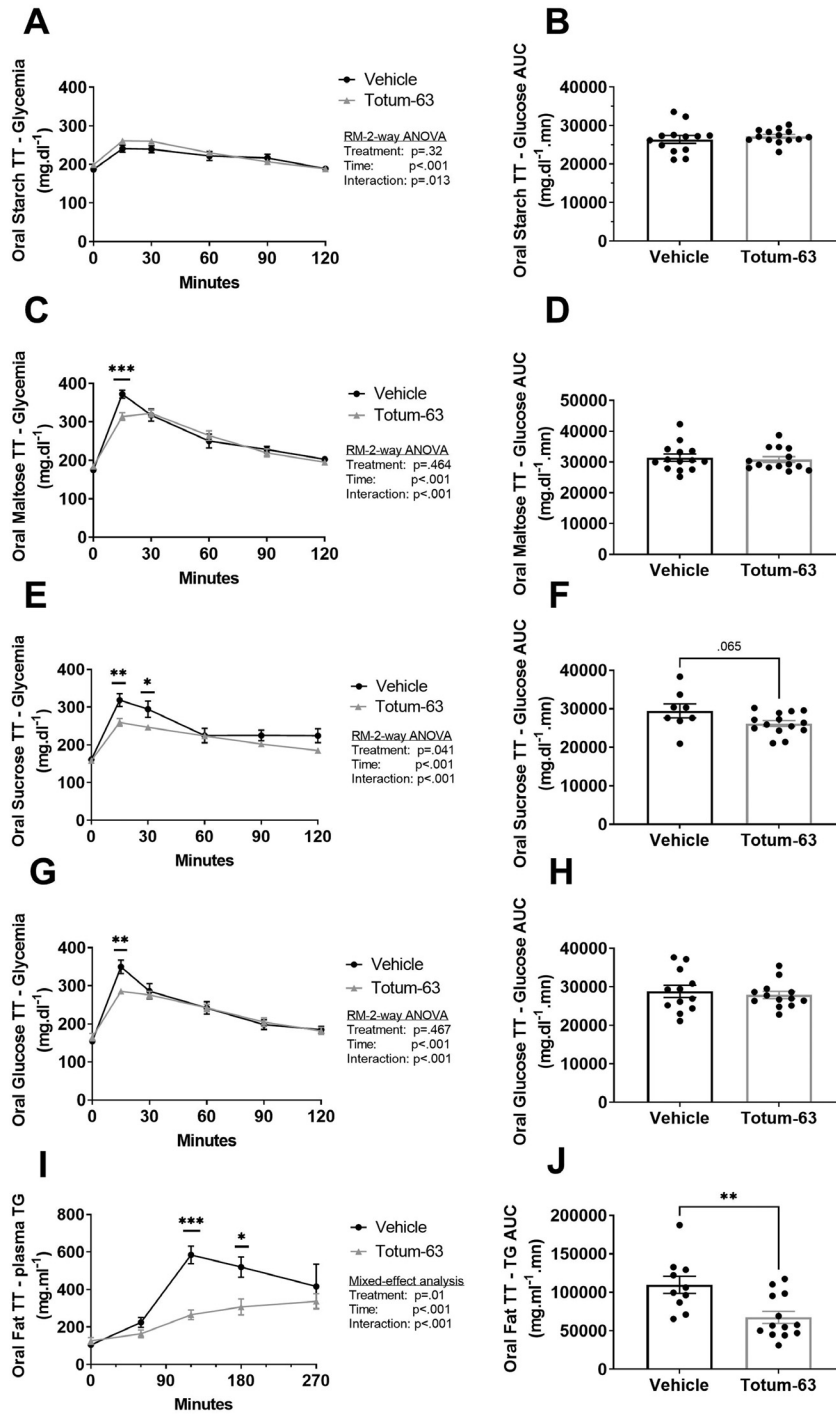 A
Oral Starch TT - Glycemia
(mg.dl⁻¹)
400
300
200
100
0
0 30 60 90 120
Minutes
Vehicle
Totum-63
RM-2-way ANOVA
Treatment: p=.32
Time: p<.001
Interaction: p=.013
B
Oral Starch TT - Glucose AUC
(mg.dl⁻¹.mn)
40000
30000
20000
10000
0
Vehicle Totum-63
C
Oral Maltose TT - Glycemia
(mg.dl⁻¹)
400
300
200
100
0
***
0 30 60 90 120
Minutes
Vehicle
Totum-63
RM-2-way ANOVA
Treatment: p=.464
Time: p<.001
Interaction: p<.001
D
Oral Maltose TT - Glucose AUC
(mg.dl⁻¹.mn)
50000
40000
30000
20000
10000
0
Vehicle Totum-63
E
Oral Sucrose TT - Glycemia
(mg.dl⁻¹)
400
300
200
100
0
** *
0 30 60 90 120
Minutes
Vehicle
Totum-63
RM-2-way ANOVA
Treatment: p=.041
Time: p<.001
Interaction: p<.001
F
Oral Sucrose TT - Glucose AUC
(mg.dl⁻¹.mn)
40000
30000
20000
10000
0
.065
Vehicle Totum-63
G
Oral Glucose TT - Glycemia
(mg.dl⁻¹)
400
300
200
100
0
**
0 30 60 90 120
Minutes
Vehicle
Totum-63
RM-2-way ANOVA
Treatment: p=.467
Time: p<.001
Interaction: p<.001
H
Oral Glucose TT - Glucose AUC
(mg.dl⁻¹.mn)
40000
30000
20000
10000
0
Vehicle Totum-63
I
Oral Fat TT - plasma TG
(mg.ml⁻¹)
800
600
400
200
0
*** *
0 90 180 270
Minutes
Vehicle
Totum-63
Mixed-effect analysis
Treatment: p=.01
Time: p<.001
Interaction: p<.001
J
Oral Fat TT - TG AUC
(mg.ml⁻¹.mn)
200000
150000
100000
50000
0
**
Vehicle Totum-63